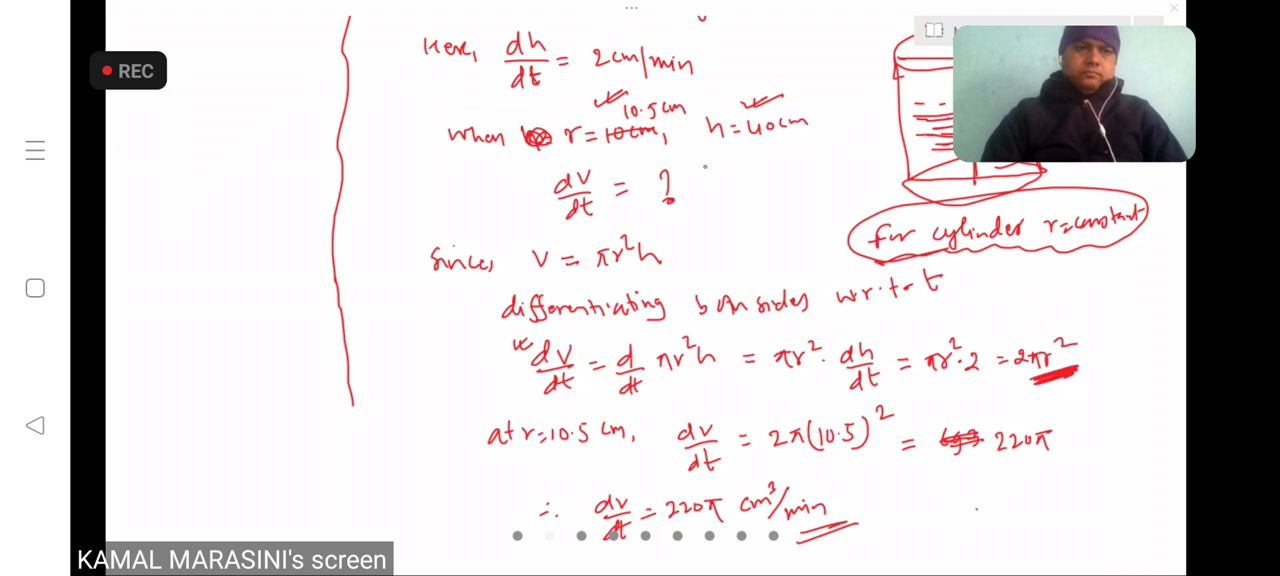 REC
Here, dh/dt = 2cm/min
10.5cm
when r = 10cm, h = 40cm
dv/dt = ?
for cylinder r=constant
Since, v = πr²h
differentiating both sides w.r.to t
dv/dt = d/dt πr²h = πr² · dh/dt = πr² · 2 = 2πr²
at r=10.5 cm, dv/dt = 2π(10.5)² = 220π
∴ dv/dt = 220π cm³/min
KAMAL MARASINI's screen